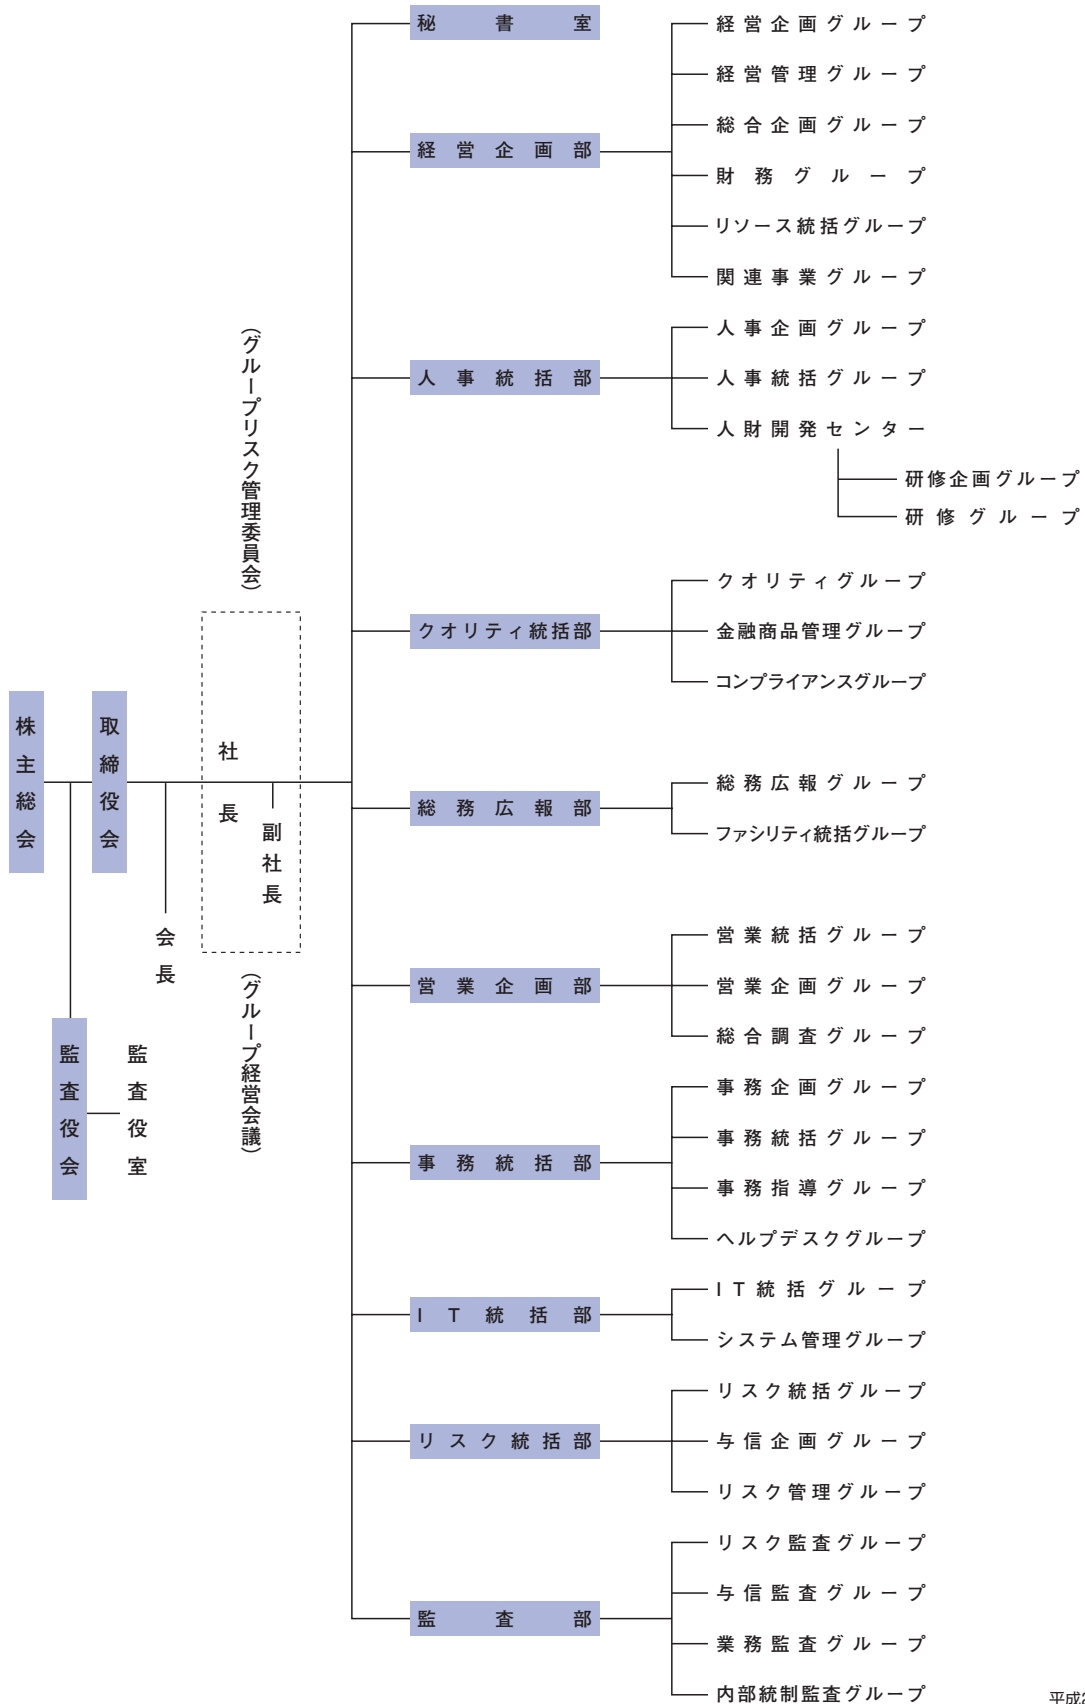 株主総会
取締役会
監査役会
監査役室
会長
社長
副社長
(グループリスク管理委員会)
(グループ経営会議)
秘書室
経営企画部
経営企画グループ
経営管理グループ
総合企画グループ
財務グループ
リソース統括グループ
関連事業グループ
人事統括部
人事企画グループ
人事統括グループ
人財開発センター
研修企画グループ
研修グループ
クオリティ統括部
クオリティグループ
金融商品管理グループ
コンプライアンスグループ
総務広報部
総務広報グループ
ファシリティ統括グループ
営業企画部
営業統括グループ
営業企画グループ
総合調査グループ
事務統括部
事務企画グループ
事務統括グループ
事務指導グループ
ヘルプデスクグループ
IT統括部
IT統括グループ
システム管理グループ
リスク統括部
リスク統括グループ
与信企画グループ
リスク管理グループ
監査部
リスク監査グループ
与信監査グループ
業務監査グループ
内部統制監査グループ
平成